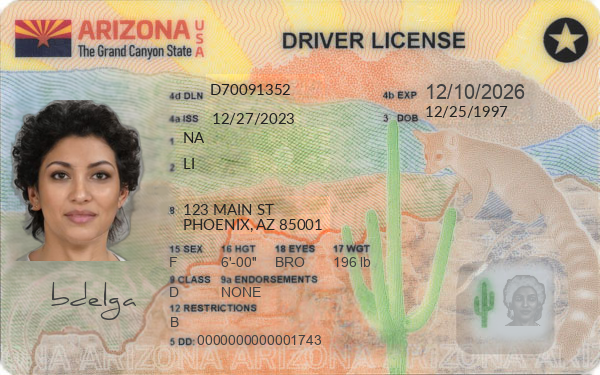 ARIZONA USA
The Grand Canyon State
DRIVER LICENSE
4d DLN D70091352
4b EXP 12/10/2026
4a ISS 12/27/2023
3 DOB 12/25/1997
1 NA
2 LI
8 123 MAIN ST
PHOENIX, AZ 85001
15 SEX F 16 HGT 6'-00" 18 EYES BRO 17 WGT 196 lb
9 CLASS D 9a ENDORSEMENTS NONE
12 RESTRICTIONS
B
bdelga
5 DD: 0000000000001743
ARIZONA ARIZONA ARIZONA ARIZONA